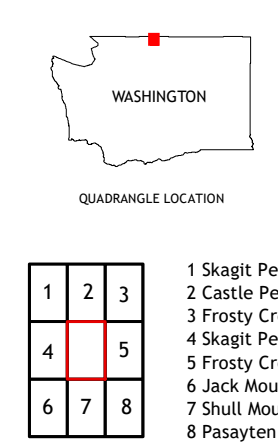 WASHINGTON
QUADRANGLE LOCATION
1 2 3
4 5
6 7 8
1 Skagit Pe
2 Castle Pe
3 Frosty Cr
4 Skagit Pe
5 Frosty Cr
6 Jack Mou
7 Shull Mou
8 Pasayten